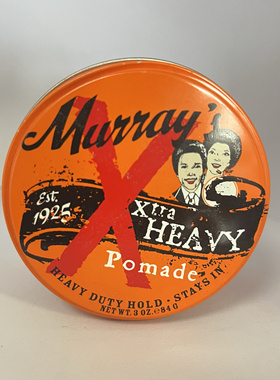 Murray's
X
Est.
1925
Xtra
HEAVY
Pomade
HEAVY DUTY HOLD • STAYS IN
NET WT. 3 OZ. ℮ 84 G